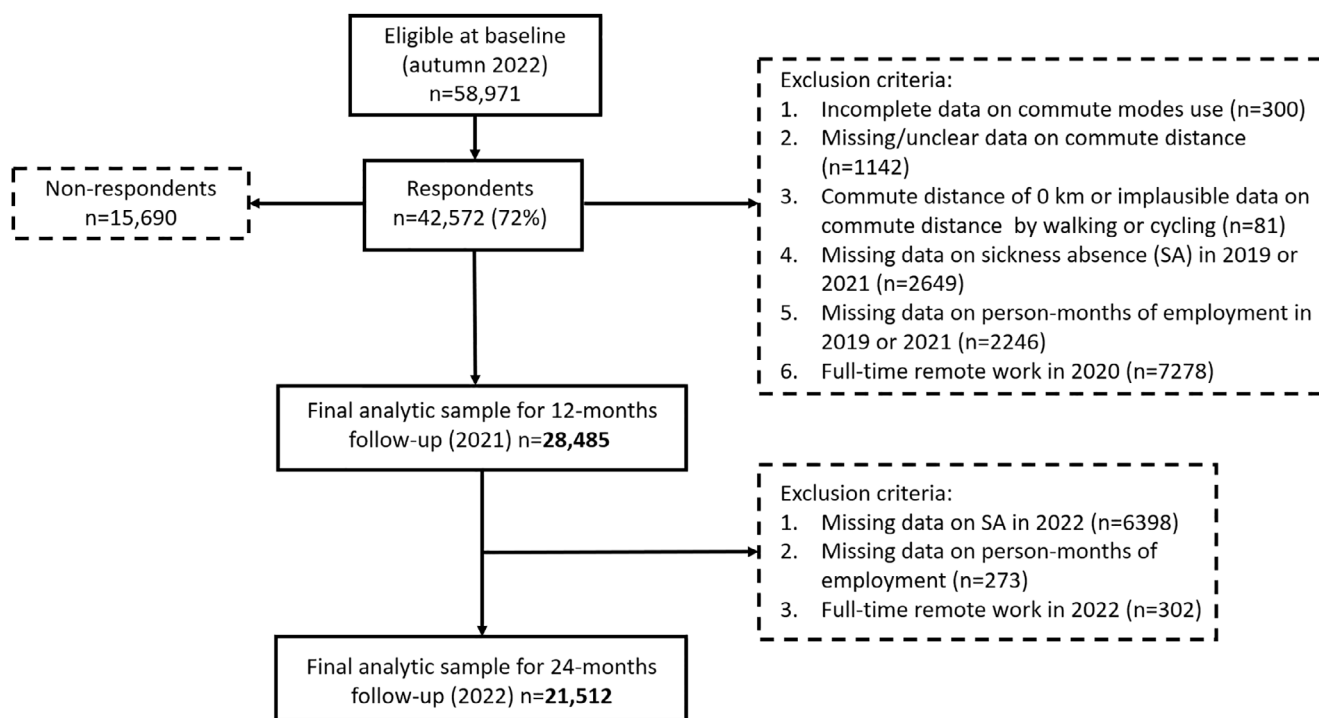 Eligible at baseline
(autumn 2022)
n=58,971
Non-respondents
n=15,690
Respondents
n=42,572 (72%)
Exclusion criteria:
1. Incomplete data on commute modes use (n=300)
2. Missing/unclear data on commute distance
(n=1142)
3. Commute distance of 0 km or implausible data on
commute distance by walking or cycling (n=81)
4. Missing data on sickness absence (SA) in 2019 or
2021 (n=2649)
5. Missing data on person-months of employment in
2019 or 2021 (n=2246)
6. Full-time remote work in 2020 (n=7278)
Final analytic sample for 12-months
follow-up (2021) n=28,485
Exclusion criteria:
1. Missing data on SA in 2022 (n=6398)
2. Missing data on person-months of
employment (n=273)
3. Full-time remote work in 2022 (n=302)
Final analytic sample for 24-months
follow-up (2022) n=21,512